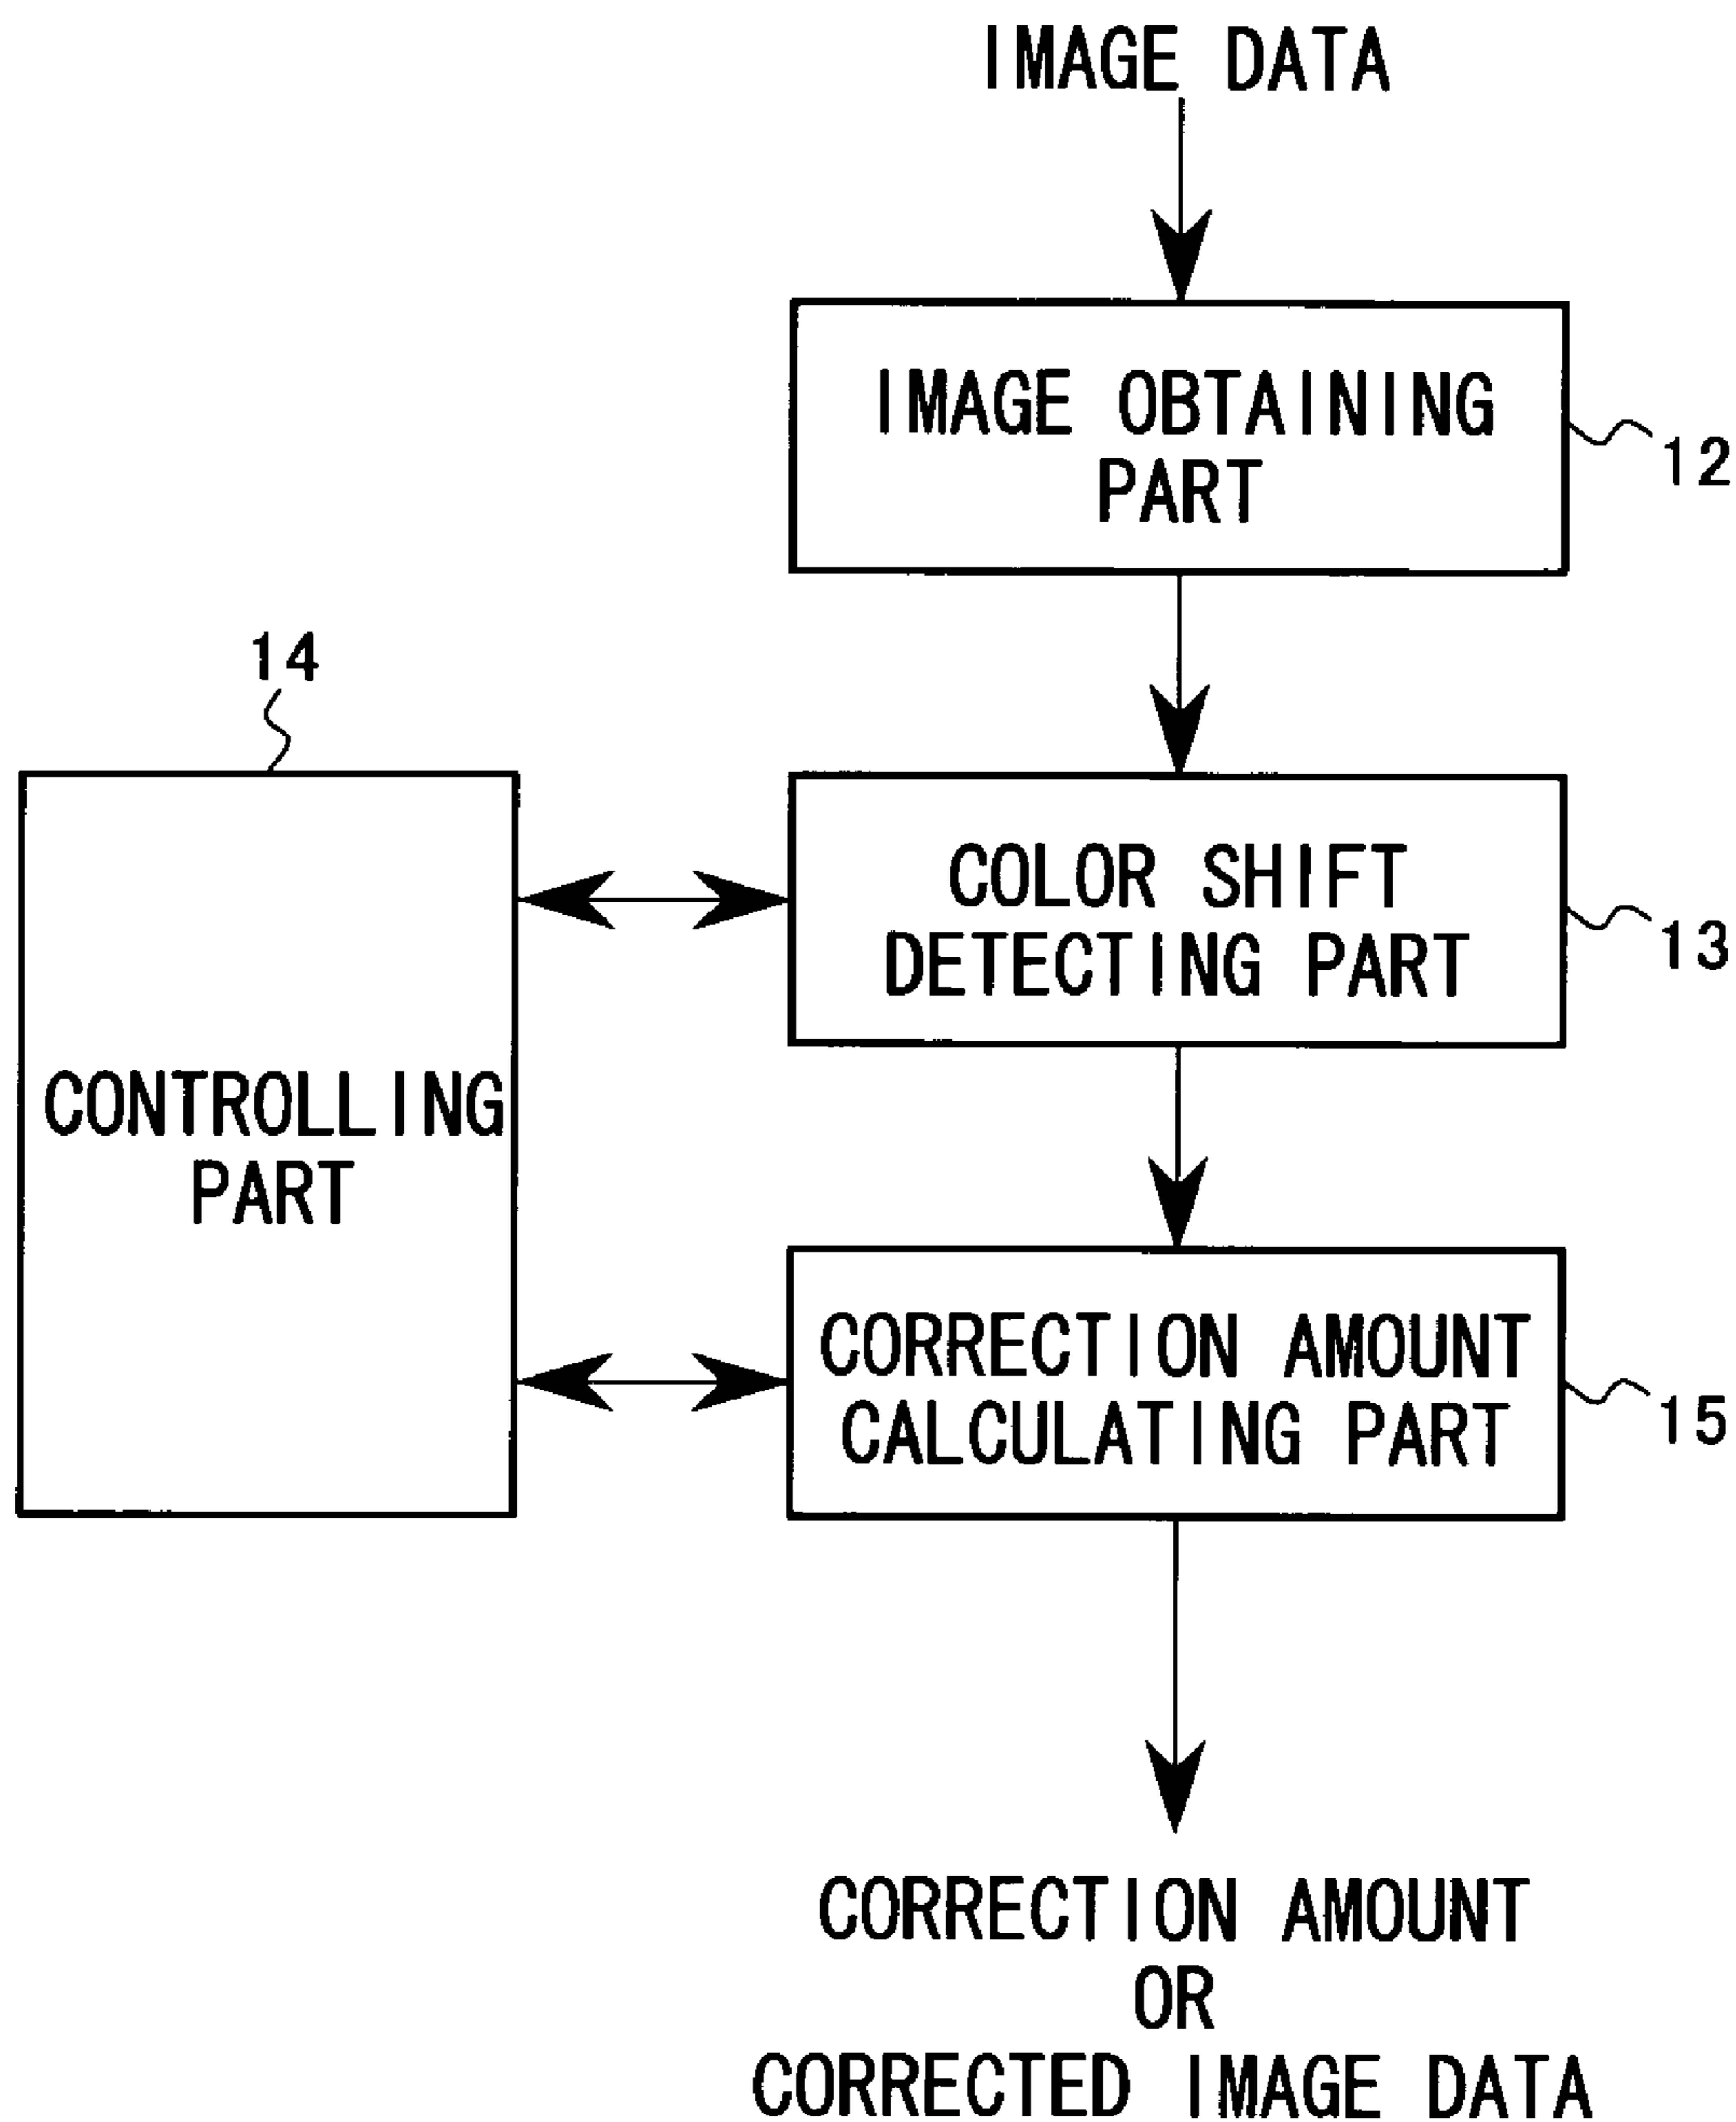 IMAGE DATA
IMAGE OBTAINING
PART
12
14
COLOR SHIFT
DETECTING PART
13
CONTROLLING
PART
CORRECTION AMOUNT
CALCULATING PART
15
CORRECTION AMOUNT
OR
CORRECTED IMAGE DATA